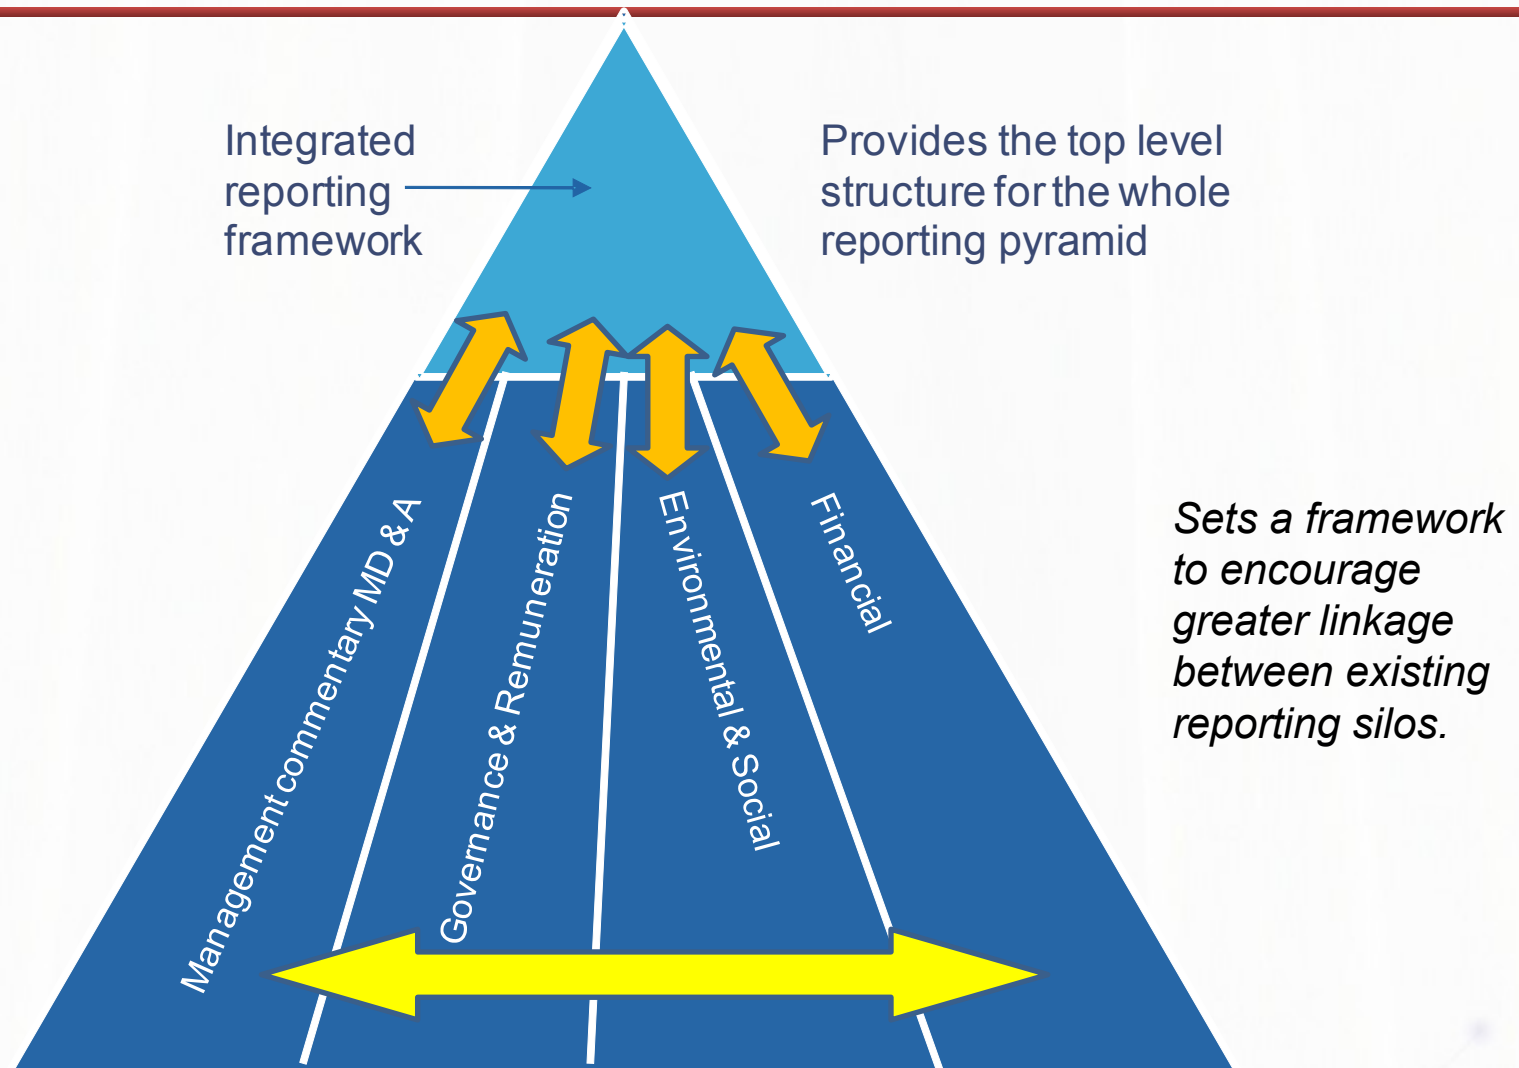 Integrated
reporting
framework
Provides the top level
structure for the whole
reporting pyramid
Management commentary MD & A
Governance & Remuneration
Environmental & Social
Financial
Sets a framework
to encourage
greater linkage
between existing
reporting silos.